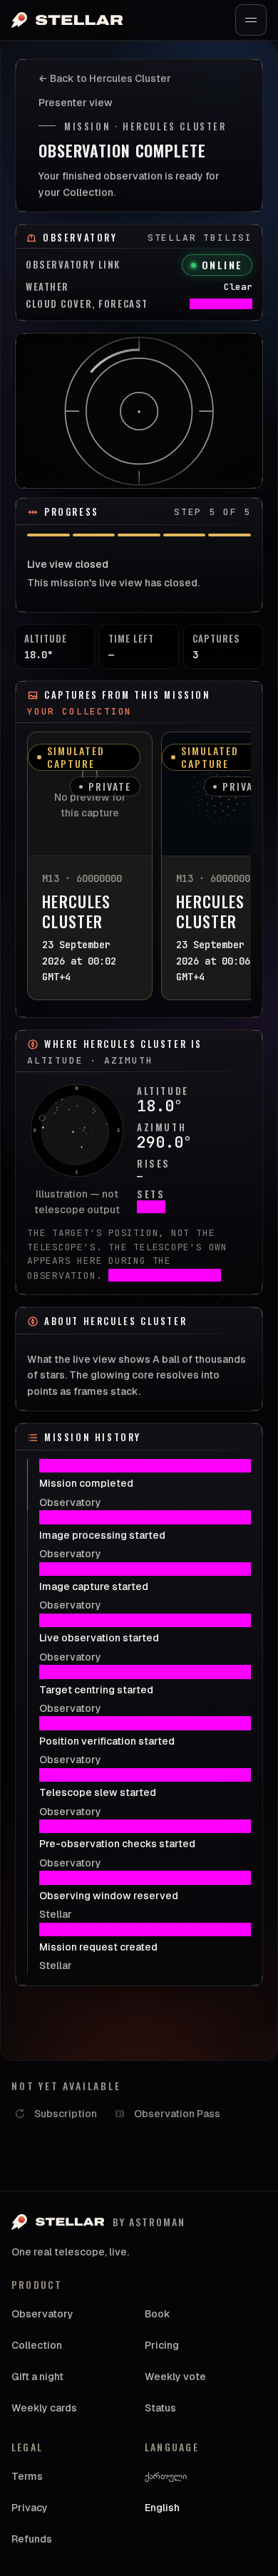 STELLAR
← Back to Hercules Cluster
Presenter view
MISSION · HERCULES CLUSTER
OBSERVATION COMPLETE
Your finished observation is ready for
your Collection.
OBSERVATORY STELLAR TBILISI
OBSERVATORY LINK ONLINE
WEATHER Clear
CLOUD COVER, FORECAST
PROGRESS STEP 5 OF 5
Live view closed
This mission's live view has closed.
ALTITUDE TIME LEFT CAPTURES
18.0° — 3
CAPTURES FROM THIS MISSION
YOUR COLLECTION
SIMULATED
CAPTURE
PRIVATE
No preview for
this capture
M13 · 60000000
HERCULES
CLUSTER
23 September
2026 at 00:02
GMT+4
SIMULATED
CAPTURE
PRIVA
M13 · 6000000
HERCULES
CLUSTER
23 September
2026 at 00:06
GMT+4
WHERE HERCULES CLUSTER IS
ALTITUDE · AZIMUTH
ALTITUDE
18.0°
AZIMUTH
290.0°
RISES
—
SETS
Illustration — not
telescope output
THE TARGET'S POSITION, NOT THE
TELESCOPE'S. THE TELESCOPE'S OWN
APPEARS HERE DURING THE
OBSERVATION.
ABOUT HERCULES CLUSTER
What the live view shows A ball of thousands
of stars. The glowing core resolves into
points as frames stack.
MISSION HISTORY
Mission completed
Observatory
Image processing started
Observatory
Image capture started
Observatory
Live observation started
Observatory
Target centring started
Observatory
Position verification started
Observatory
Telescope slew started
Observatory
Pre-observation checks started
Observatory
Observing window reserved
Stellar
Mission request created
Stellar
NOT YET AVAILABLE
Subscription Observation Pass
STELLAR BY ASTROMAN
One real telescope, live.
PRODUCT
Observatory Book
Collection Pricing
Gift a night Weekly vote
Weekly cards Status
LEGAL LANGUAGE
Terms ქართული
Privacy English
Refunds